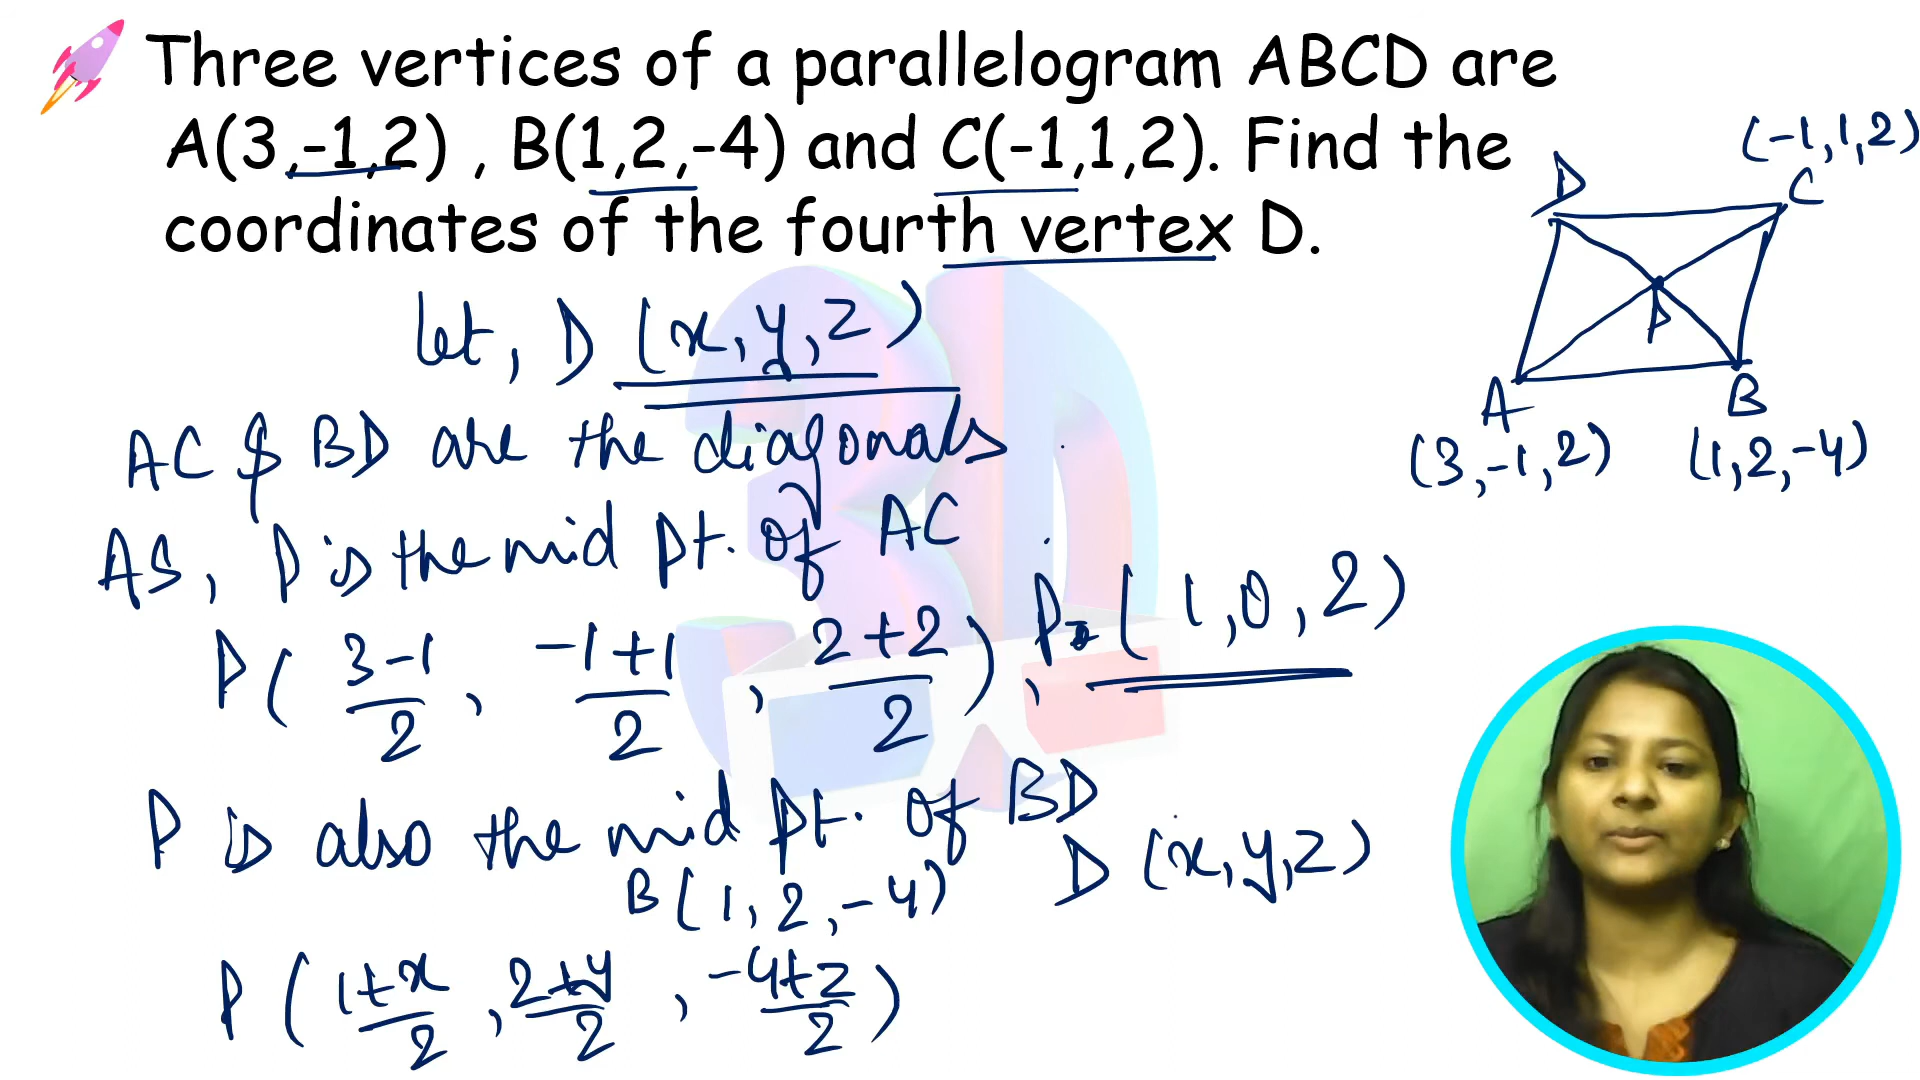 Three vertices of a parallelogram ABCD are
A(3,-1,2) , B(1,2,-4) and C(-1,1,2). Find the
coordinates of the fourth vertex D.
let, D (x,y,z)
AC & BD are the diagonals
As, P is the mid pt. of AC
P( 3-1/2, -1+1/2, 2+2/2), P (1,0,2)
P is also the mid pt. of BD
B(1,2,-4) D(x,y,z)
P( 1+x/2, 2+y/2, -4+z/2)
(-1,1,2)
D C
P
A B
(3,-1,2) (1,2,-4)
3D